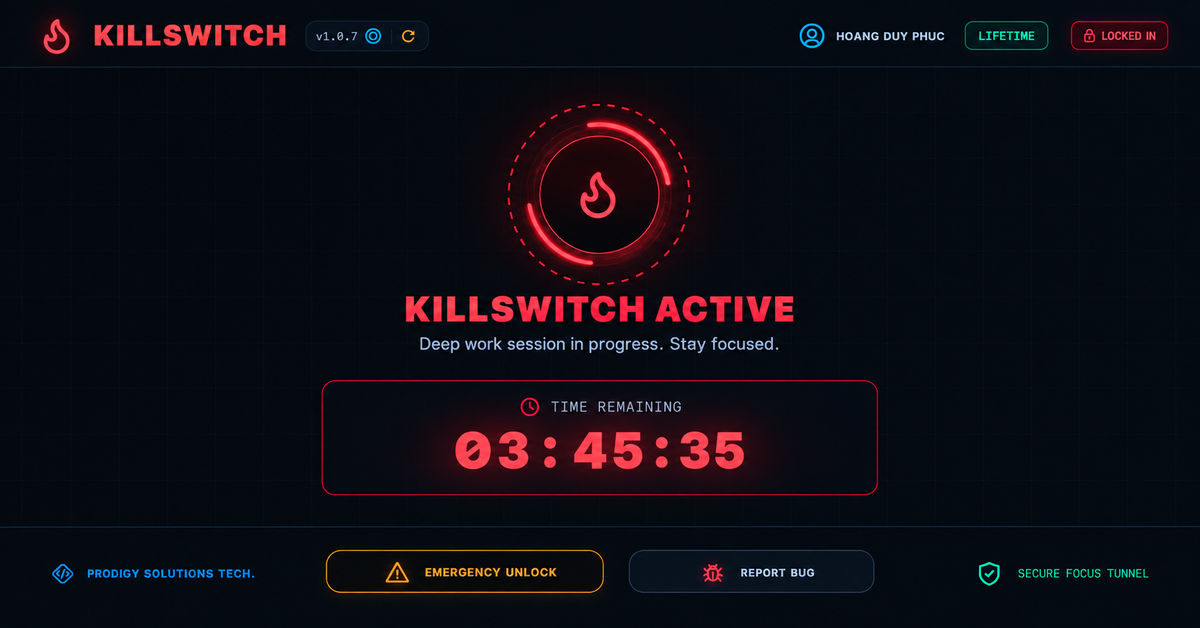 KILLSWITCH
v1.0.7
HOANG DUY PHUC
LIFETIME
LOCKED IN
KILLSWITCH ACTIVE
Deep work session in progress. Stay focused.
TIME REMAINING
03:45:35
PRODIGY SOLUTIONS TECH.
EMERGENCY UNLOCK
REPORT BUG
SECURE FOCUS TUNNEL